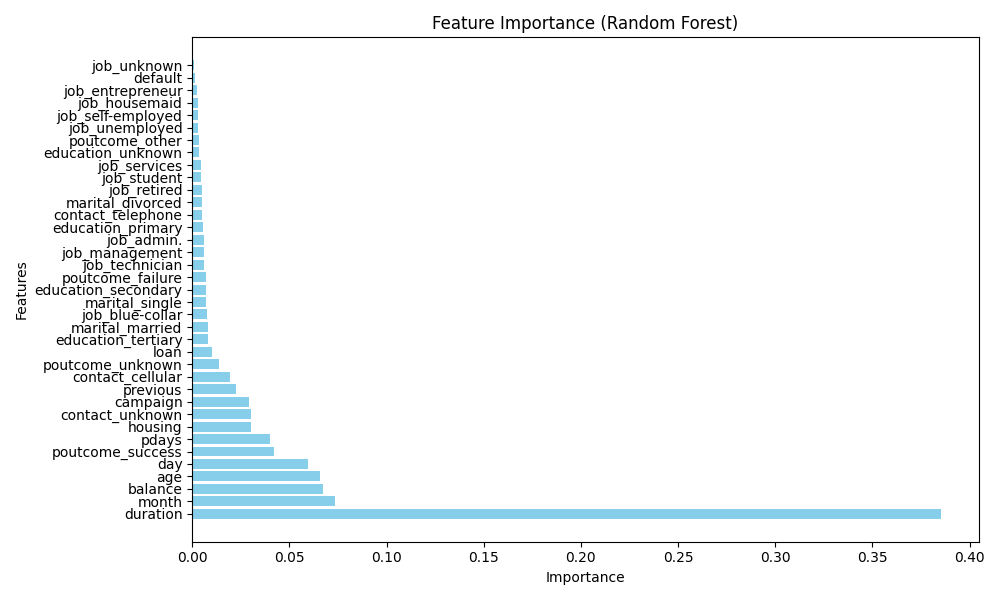 Feature Importance (Random Forest)
job_unknown
default
job_entrepreneur
job_housemaid
job_self-employed
job_unemployed
poutcome_other
education_unknown
job_services
job_student
job_retired
marital_divorced
contact_telephone
education_primary
job_admin.
job_management
job_technician
poutcome_failure
education_secondary
marital_single
job_blue-collar
marital_married
education_tertiary
loan
poutcome_unknown
contact_cellular
previous
campaign
contact_unknown
housing
pdays
poutcome_success
day
age
balance
month
duration
Features
0.00 0.05 0.10 0.15 0.20 0.25 0.30 0.35 0.40
Importance